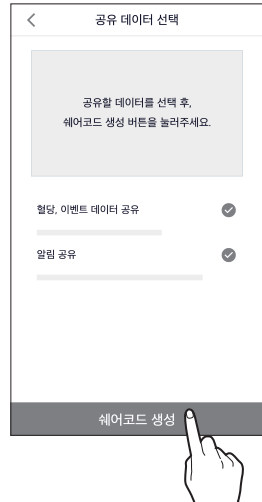 공유 데이터 선택
공유할 데이터를 선택 후,
쉐어코드 생성 버튼을 눌러주세요.
혈당, 이벤트 데이터 공유
알림 공유
쉐어코드 생성